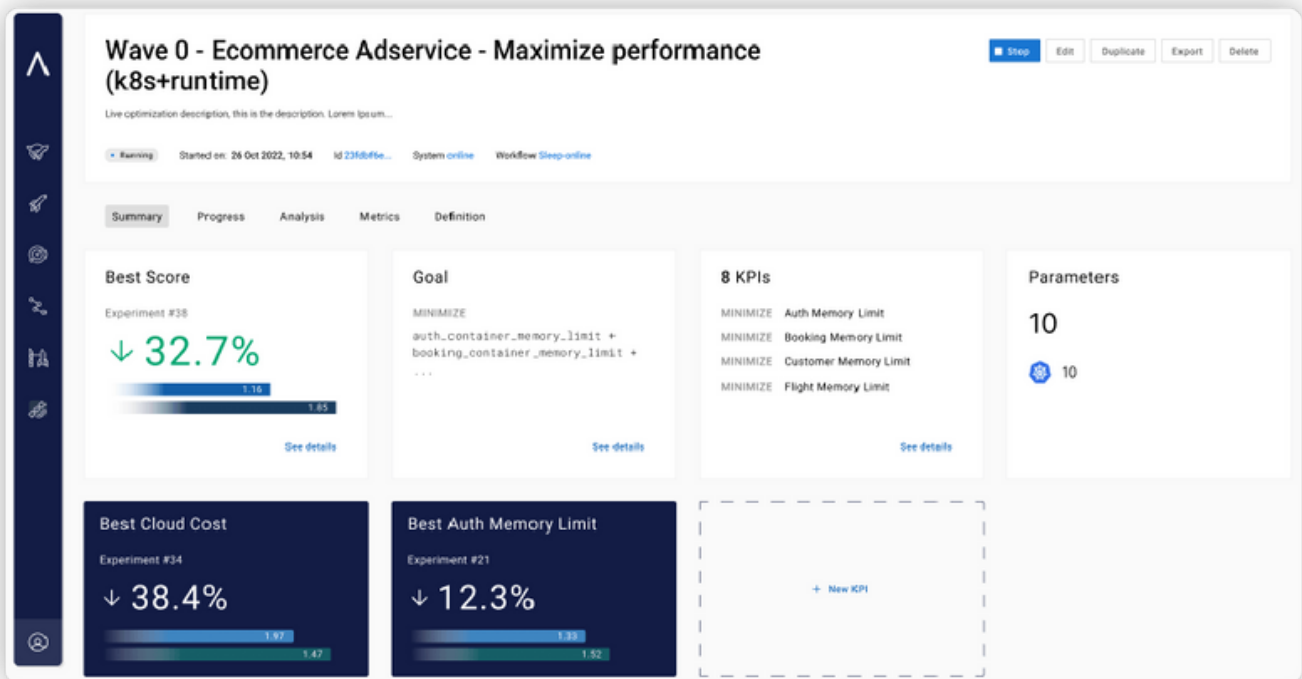 Wave 0 - Ecommerce Adservice - Maximize performance
(k8s+runtime)
Stop
Edit
Duplicate
Export
Delete
Live optimization description, this is the description. Lorem Ipsum...
Running
Started on: 26 Oct 2022, 10:54
Id 23fdbf6e...
System online
Workflow Sleep-online
Summary
Progress
Analysis
Metrics
Definition
Best Score
Experiment #38
↓ 32.7%
1.16
1.85
See details
Goal
MINIMIZE
auth_container_memory_limit +
booking_container_memory_limit +
...
See details
8 KPIs
MINIMIZE Auth Memory Limit
MINIMIZE Booking Memory Limit
MINIMIZE Customer Memory Limit
MINIMIZE Flight Memory Limit
See details
Parameters
10
10
Best Cloud Cost
Experiment #34
↓ 38.4%
1.97
1.47
Best Auth Memory Limit
Experiment #21
↓ 12.3%
1.33
1.52
+ New KPI